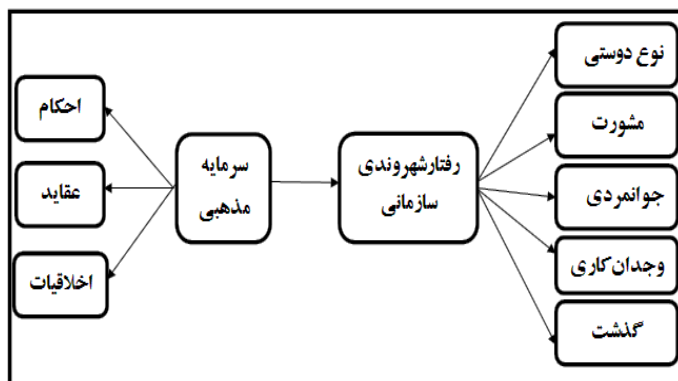 نوع دوستی
مشورت
جوانمردی
وجدان‌کاری
گذشت
رفتارشهروندی
سازمانی
سرمایه
مذهبی
احکام
عقاید
اخلاقیات